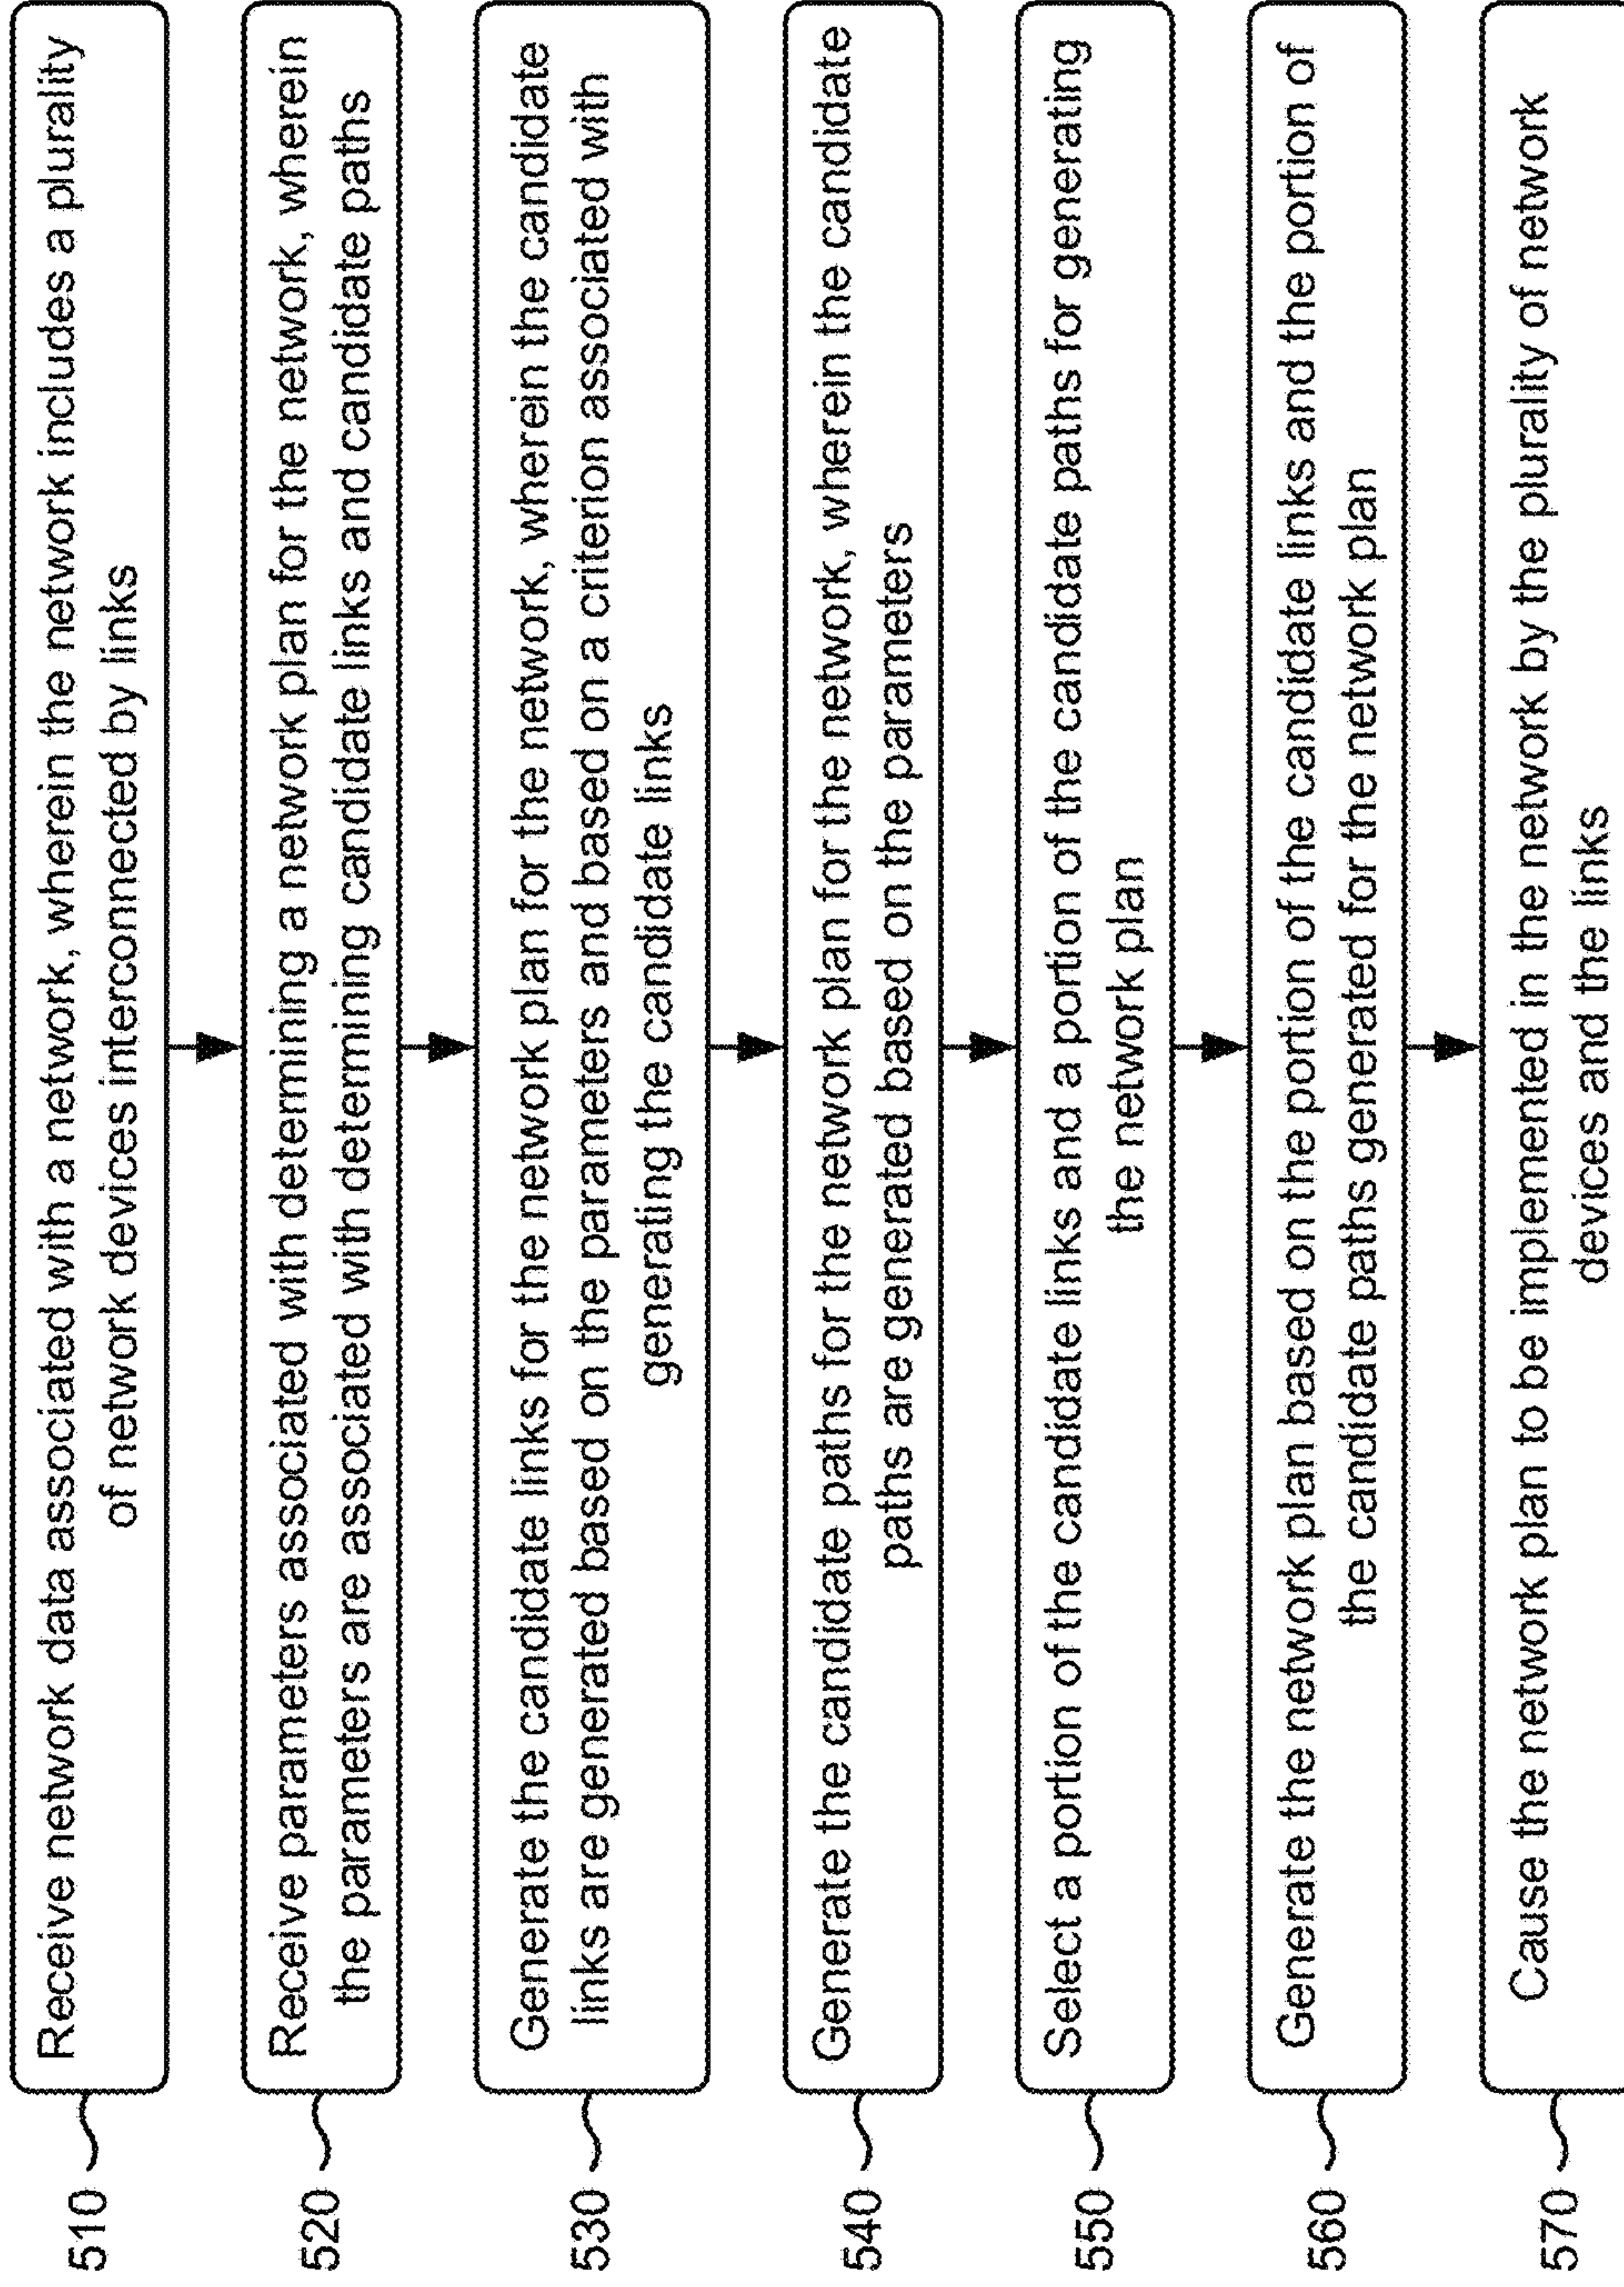 510
Receive network data associated with a network, wherein the network includes a plurality
of network devices interconnected by links
520
Receive parameters associated with determining a network plan for the network, wherein
the parameters are associated with determining candidate links and candidate paths
530
Generate the candidate links for the network plan for the network, wherein the candidate
links are generated based on the parameters and based on a criterion associated with
generating the candidate links
540
Generate the candidate paths for the network plan for the network, wherein the candidate
paths are generated based on the parameters
550
Select a portion of the candidate links and a portion of the candidate paths for generating
the network plan
560
Generate the network plan based on the portion of the candidate links and the portion of
the candidate paths generated for the network plan
570
Cause the network plan to be implemented in the network by the plurality of network
devices and the links